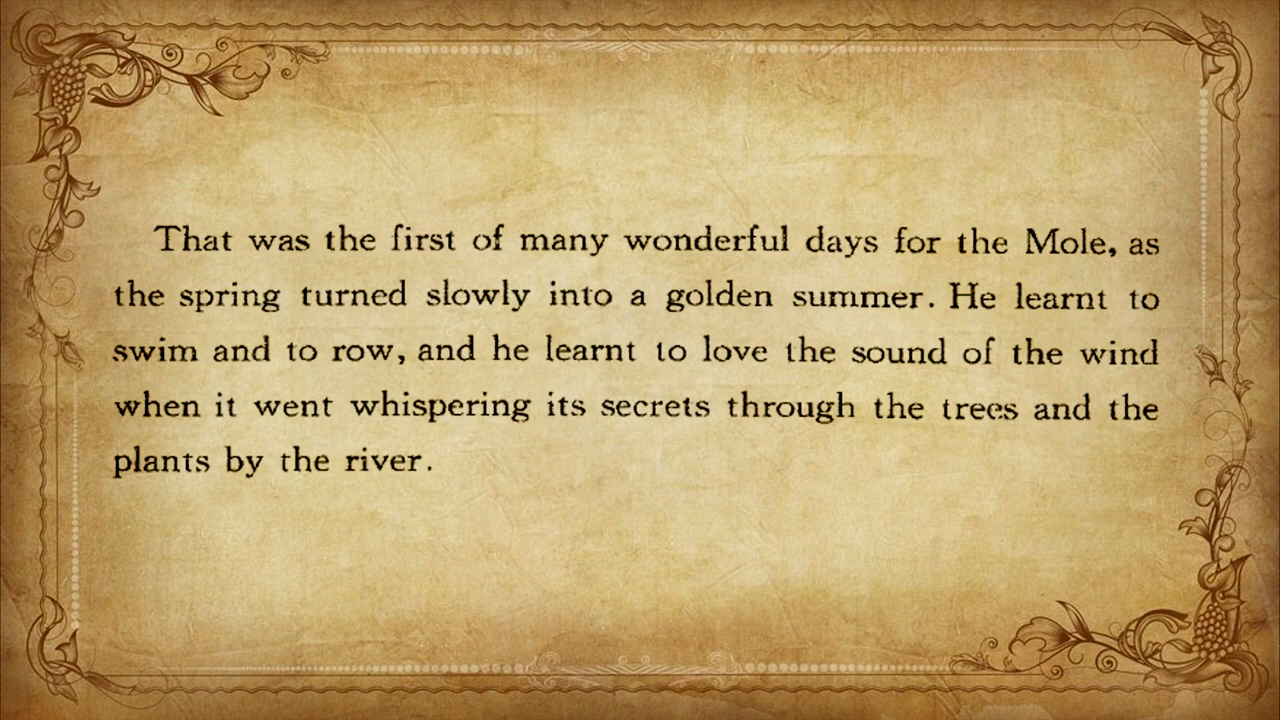 That was the first of many wonderful days for the Mole, as
the spring turned slowly into a golden summer. He learnt to
swim and to row, and he learnt to love the sound of the wind
when it went whispering its secrets through the trees and the
plants by the river.